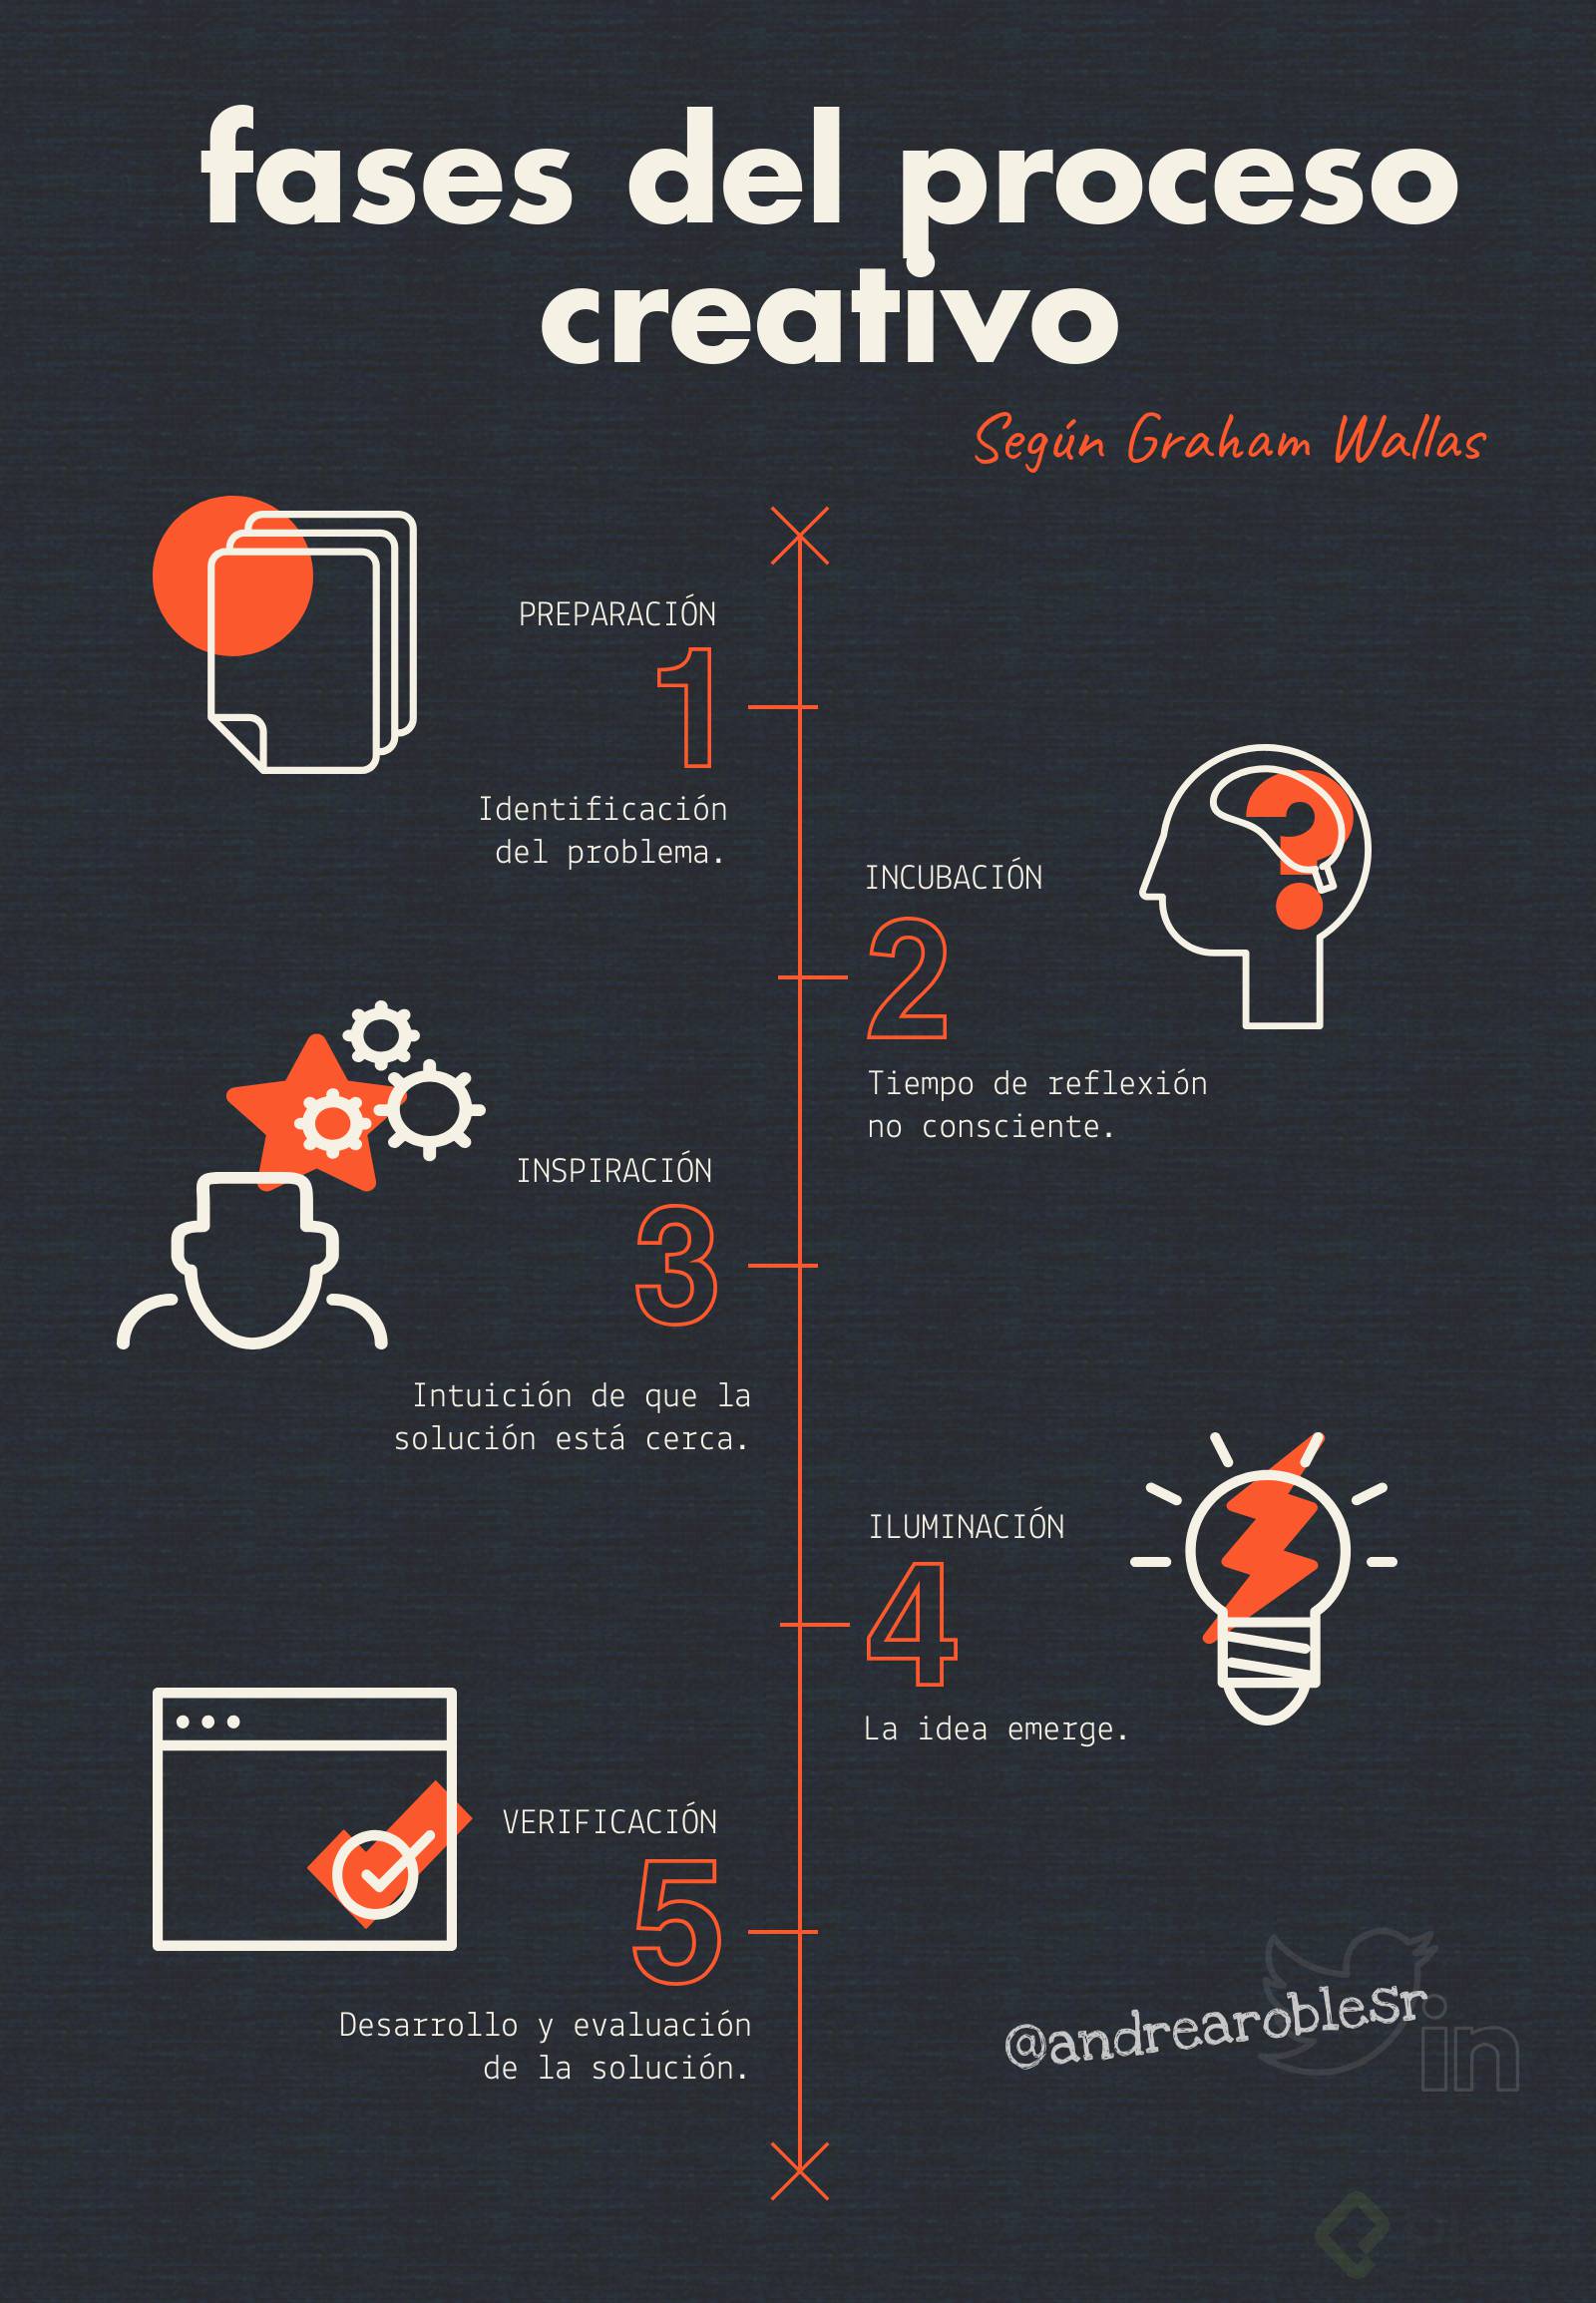 fases del proceso
creativo
Según Graham Wallas
PREPARACIÓN
1
Identificación
del problema.
INCUBACIÓN
2
Tiempo de reflexión
no consciente.
INSPIRACIÓN
3
Intuición de que la
solución está cerca.
ILUMINACIÓN
4
La idea emerge.
VERIFICACIÓN
5
Desarrollo y evaluación
de la solución.
@andrearoblesr
in